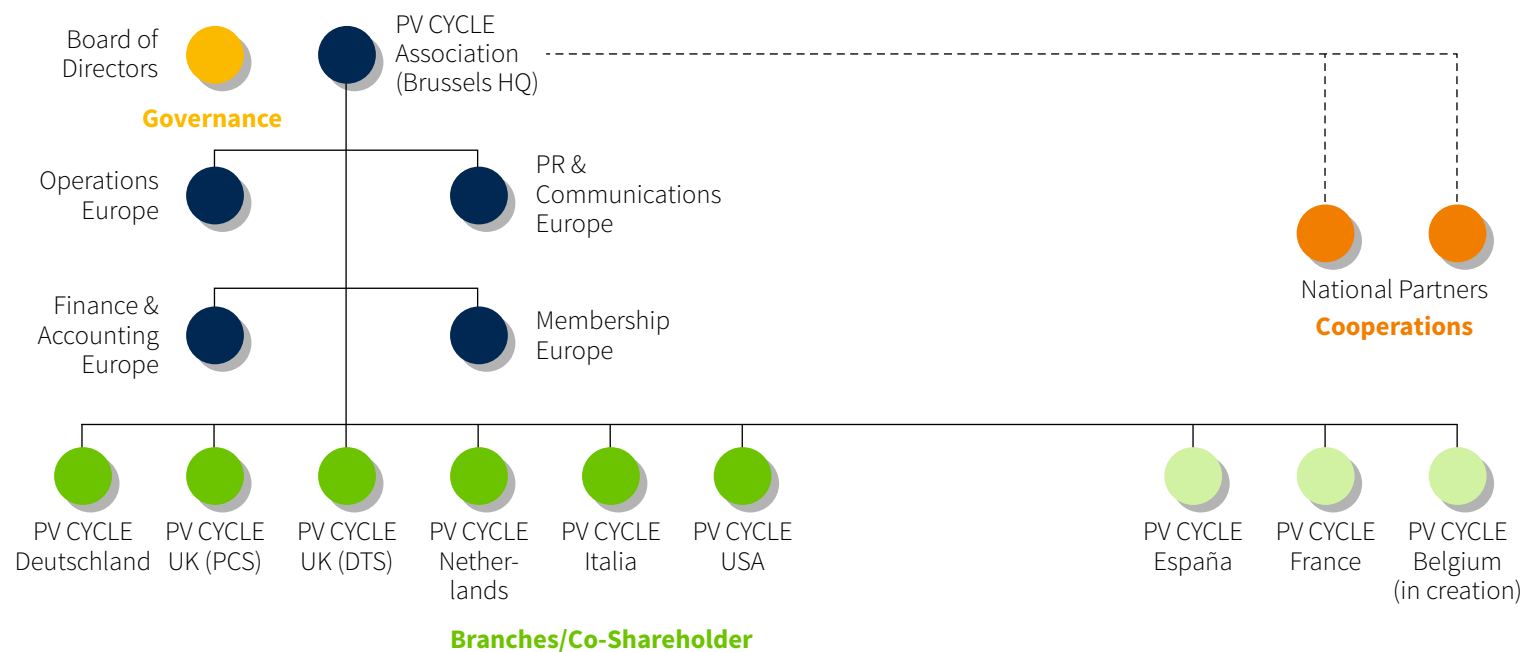 Board of
Directors
PV CYCLE
Association
(Brussels HQ)
Governance
Operations
Europe
PR &
Communications
Europe
National Partners
Cooperations
Finance &
Accounting
Europe
Membership
Europe
PV CYCLE
Deutschland
PV CYCLE
UK (PCS)
PV CYCLE
UK (DTS)
PV CYCLE
Nether-
lands
PV CYCLE
Italia
PV CYCLE
USA
PV CYCLE
España
PV CYCLE
France
PV CYCLE
Belgium
(in creation)
Branches/Co-Shareholder